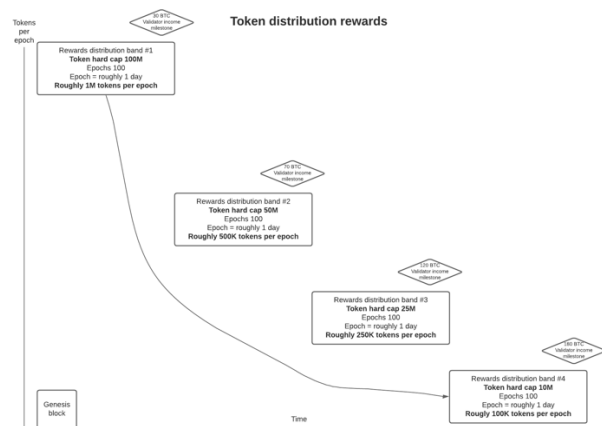 Token distribution rewards
Tokens
per
epoch
30 BTC
Validator income
milestone
Rewards distribution band #1
Token hard cap 100M
Epochs 100
Epoch = roughly 1 day
Roughly 1M tokens per epoch
70 BTC
Validator income
milestone
Rewards distribution band #2
Token hard cap 50M
Epochs 100
Epoch = roughly 1 day
Roughly 500K tokens per epoch
120 BTC
Validator income
milestone
Rewards distribution band #3
Token hard cap 25M
Epochs 100
Epoch = roughly 1 day
Roughly 250K tokens per epoch
180 BTC
Validator income
milestone
Rewards distribution band #4
Token hard cap 10M
Epochs 100
Epoch = roughly 1 day
Roughly 100K tokens per epoch
Genesis
block
Time